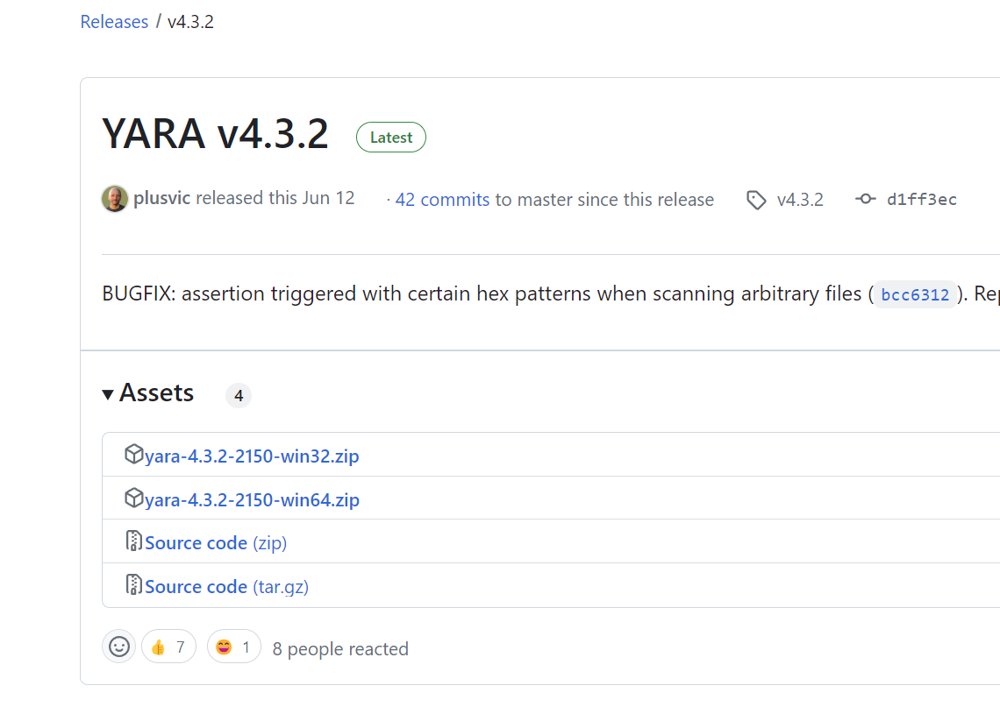 Releases / v4.3.2
YARA v4.3.2 Latest
plusvic released this Jun 12 · 42 commits to master since this release v4.3.2 d1ff3ec
BUGFIX: assertion triggered with certain hex patterns when scanning arbitrary files (bcc6312). Rep
Assets 4
yara-4.3.2-2150-win32.zip
yara-4.3.2-2150-win64.zip
Source code (zip)
Source code (tar.gz)
👍 7 😄 1 8 people reacted